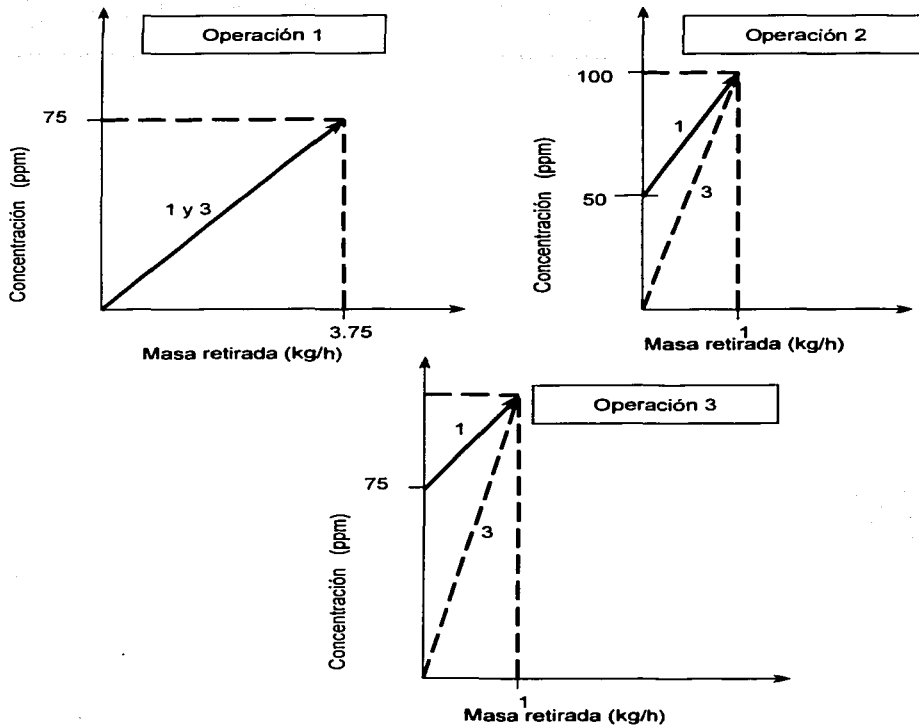 Operación 1
75
Concentración (ppm)
1 y 3
3.75
Masa retirada (kg/h)
Operación 2
100
50
Concentración (ppm)
1
3
1
Masa retirada (kg/h)
Operación 3
75
Concentración (ppm)
1
3
1
Masa retirada (kg/h)